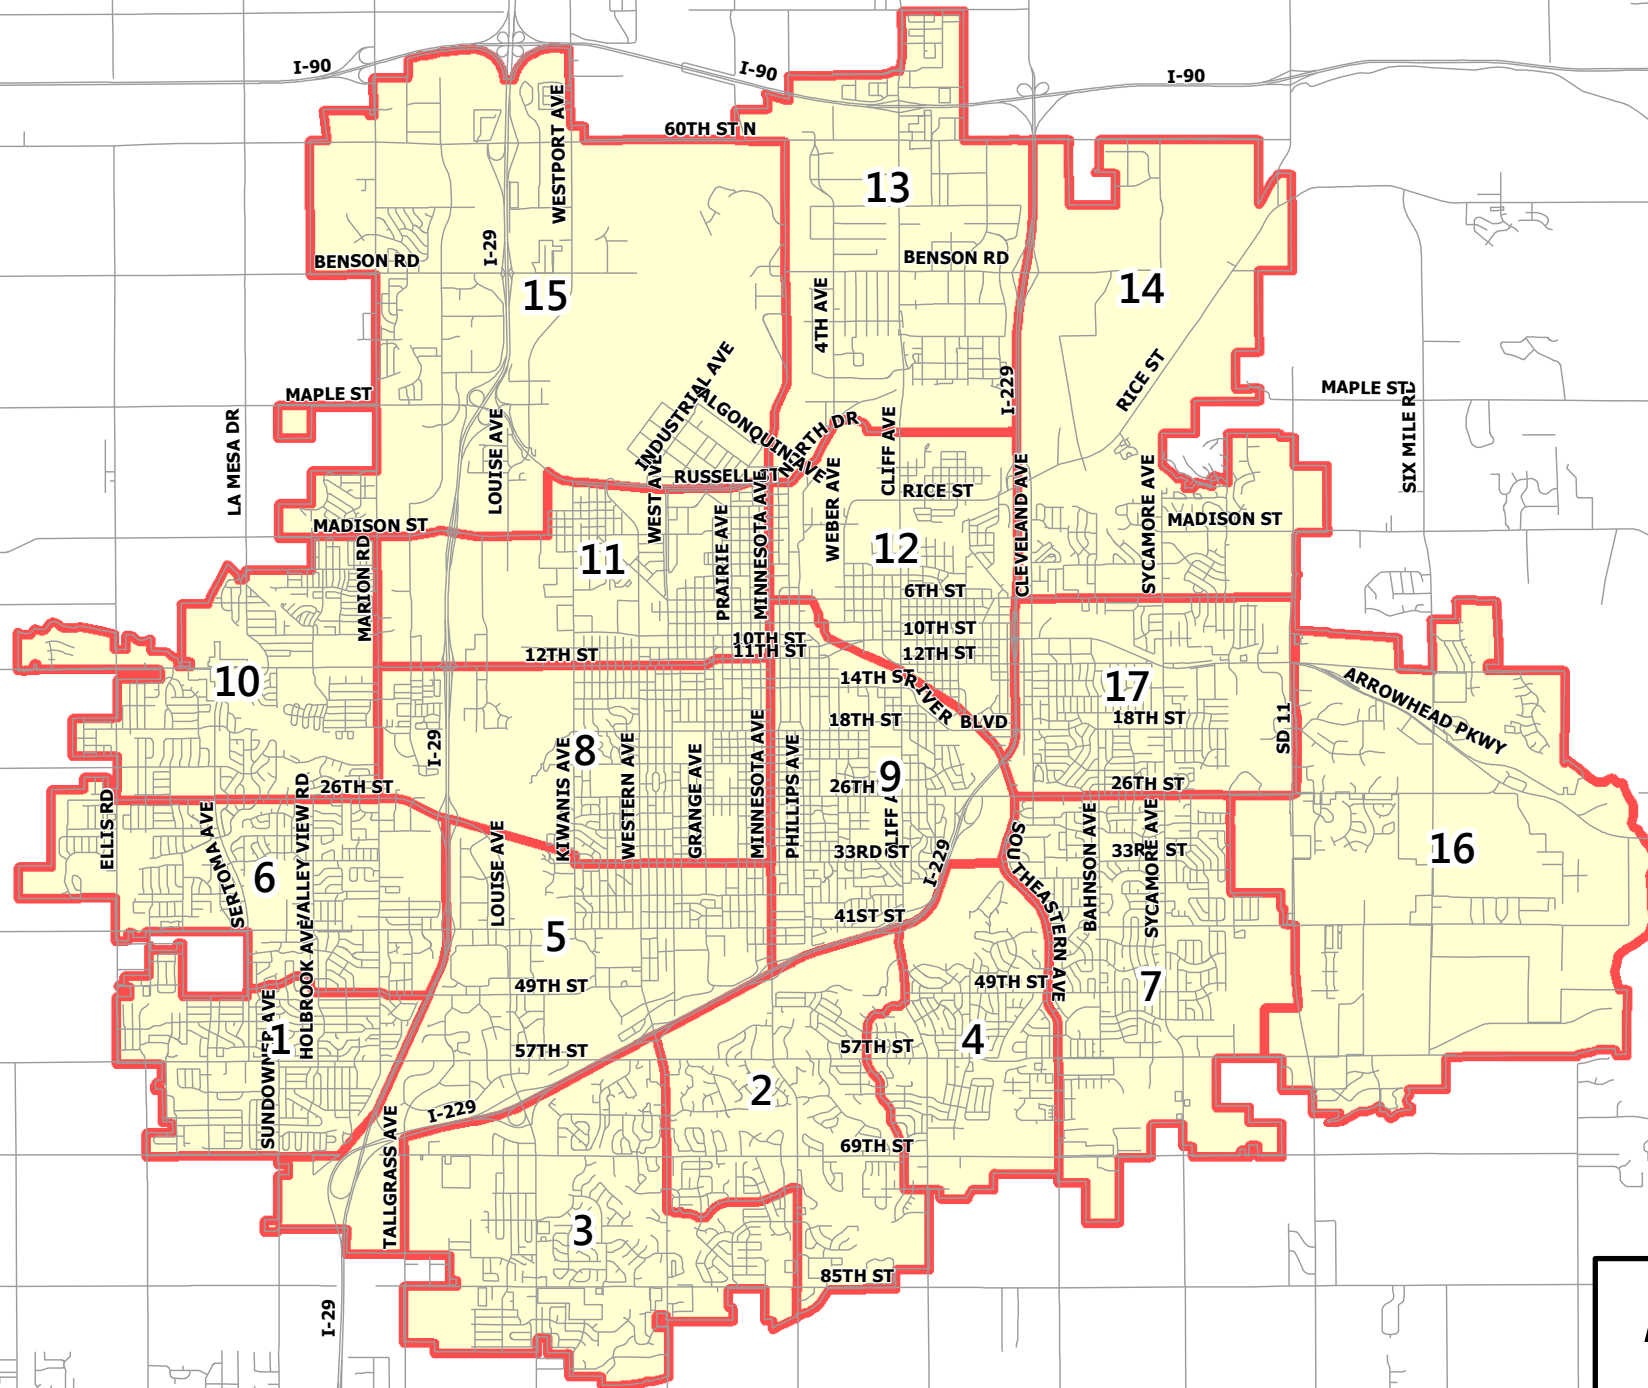 I-90
I-90
I-90
WESTPORT AVE
60TH ST N
13
I-29
BENSON RD
BENSON RD
15
14
4TH AVE
INDUSTRIAL AVE
ALGONQUIN AVE
RICE ST
I-229
MAPLE ST
MAPLE ST
SIX MILE RD
LA MESA DR
LOUISE AVE
NORTH DR
CLIFF AVE
RUSSELL ST
WEST AVE
WEBER AVE
RICE ST
CLEVELAND AVE
SYCAMORE AVE
MADISON ST
MADISON ST
MARION RD
11
PRAIRIE AVE
MINNESOTA AVE
12
6TH ST
10TH ST
11TH ST
10TH ST
12TH ST
12TH ST
10
14TH ST
RIVER BLVD
17
18TH ST
18TH ST
SD 11
ARROWHEAD PKWY
I-29
8
KIWANIS AVE
WESTERN AVE
GRANGE AVE
MINNESOTA AVE
PHILLIPS AVE
9
26TH ST
26TH
26TH ST
ELLIS RD
SERTOMA AVE
VALLEY VIEW RD
LOUISE AVE
CLIFF A
33RD ST
I-229
SOUTHEASTERN AVE
BAHNSON AVE
SYCAMORE AVE
33RD ST
16
6
HOLBROOK AVE
41ST ST
5
49TH ST
49TH ST
7
SUNDOWNER AVE
1
57TH ST
57TH ST
4
2
I-229
TALLGRASS AVE
69TH ST
3
85TH ST
I-29